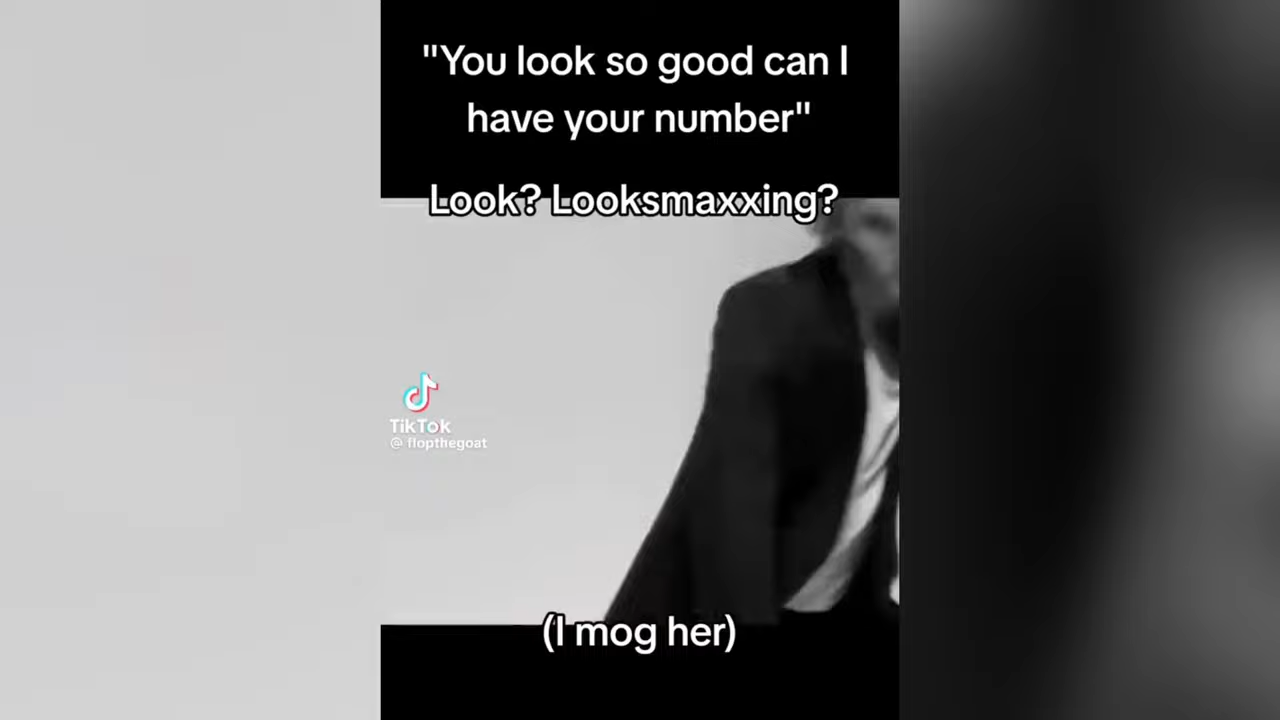 "You look so good can I
have your number"
Look? Looksmaxxing?
TikTok
@ flopthegoat
(I mog her)